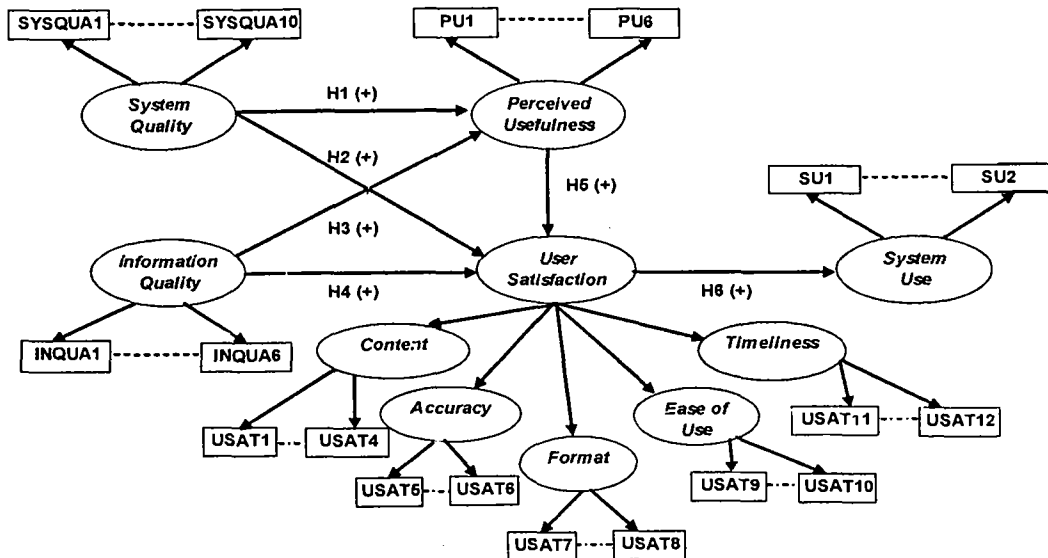 SYSQUA1
SYSQUA10
PU1
PU6
System
Quality
H1 (+)
Perceived
Usefulness
H2 (+)
H5 (+)
SU1
SU2
H3 (+)
Information
Quality
H4 (+)
User
Satisfaction
H6 (+)
System
Use
INQUA1
INQUA6
Content
Timeliness
Accuracy
Ease of
Use
USAT1
USAT4
USAT11
USAT12
Format
USAT5
USAT6
USAT9
USAT10
USAT7
USAT8